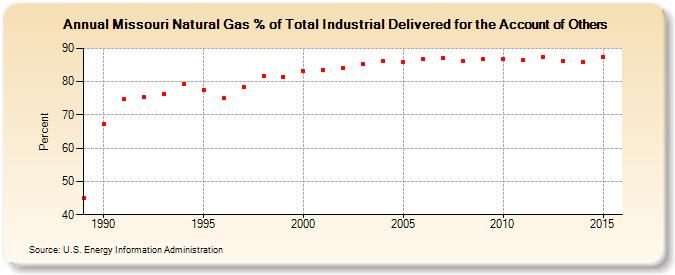 Annual Missouri Natural Gas % of Total Industrial Delivered for the Account of Others
Percent
90
80
70
60
50
40
1990 1995 2000 2005 2010 2015
Source: U.S. Energy Information Administration